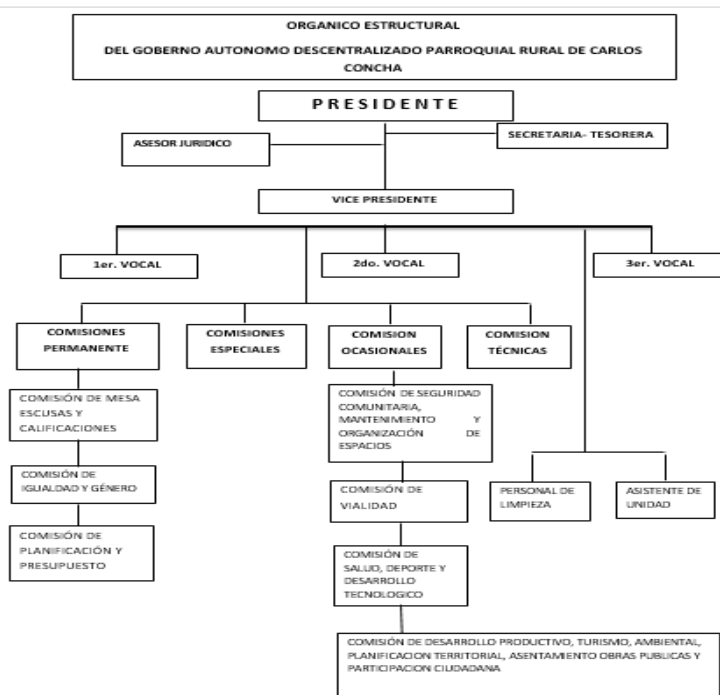 ORGANICO ESTRUCTURAL
DEL GOBERNO AUTONOMO DESCENTRALIZADO PARROQUIAL RURAL DE CARLOS
CONCHA
PRESIDENTE
SECRETARIA- TESORERA
ASESOR JURIDICO
VICE PRESIDENTE
1er. VOCAL
2do. VOCAL
3er. VOCAL
COMISIONES
PERMANENTE
COMISIONES
ESPECIALES
COMISION
OCASIONALES
COMISION
TÉCNICAS
COMISIÓN DE MESA
ESCUSAS Y
CALIFICACIONES
COMISIÓN DE
IGUALDAD Y GÉNERO
COMISIÓN DE
PLANIFICACIÓN Y
PRESUPUESTO
COMISIÓN DE SEGURIDAD
COMUNITARIA,
MANTENIMIENTO Y
ORGANIZACIÓN DE
ESPACIOS
COMISIÓN DE
VIALIDAD
COMISIÓN DE
SALUD, DEPORTE Y
DESARROLLO
TECNOLOGICO
COMISIÓN DE DESARROLLO PRODUCTIVO, TURISMO, AMBIENTAL,
PLANIFICACION TERRITORIAL, ASENTAMIENTO OBRAS PUBLICAS Y
PARTICIPACION CIUDADANA
PERSONAL DE
LIMPIEZA
ASISTENTE DE
UNIDAD